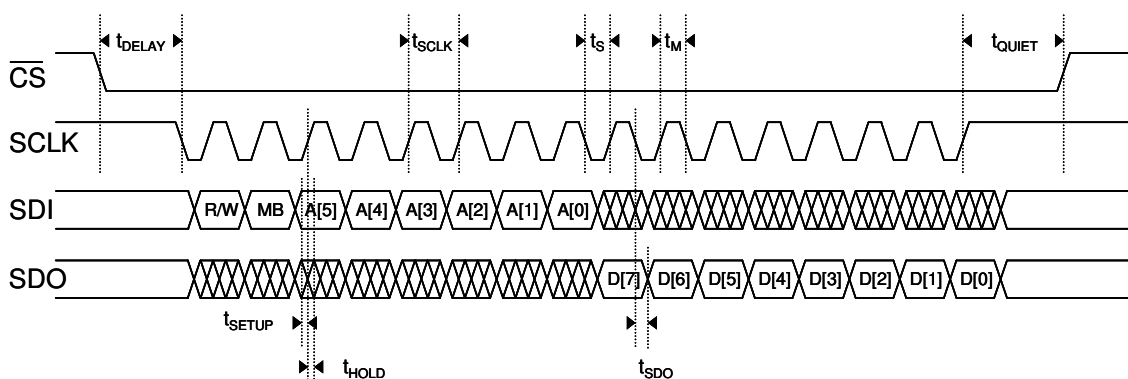 tDELAY tSCLK tS tM tQUIET
CS
SCLK
SDI R/W MB A[5] A[4] A[3] A[2] A[1] A[0]
SDO D[7] D[6] D[5] D[4] D[3] D[2] D[1] D[0]
tSETUP
tHOLD tSDO